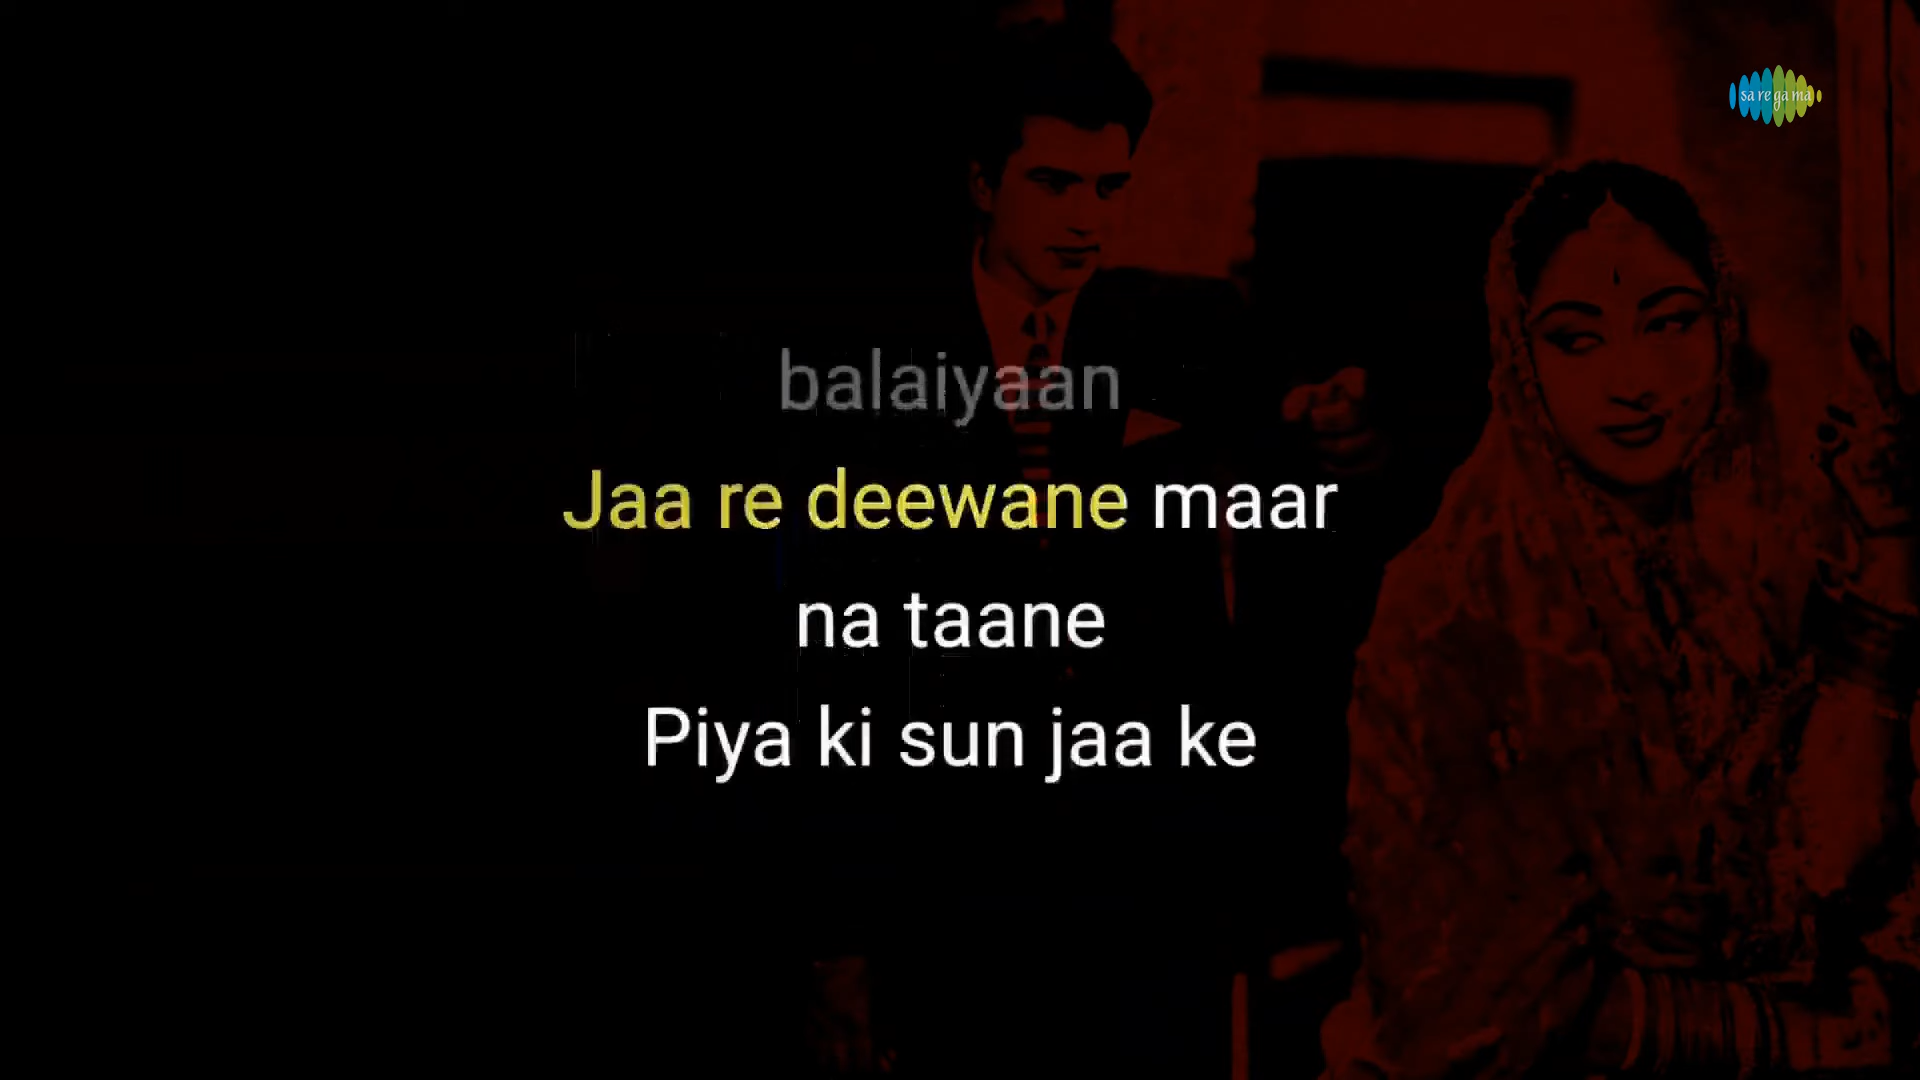 sa re ga ma
balaiyaan
Jaa re deewane maar
na taane
Piya ki sun jaa ke